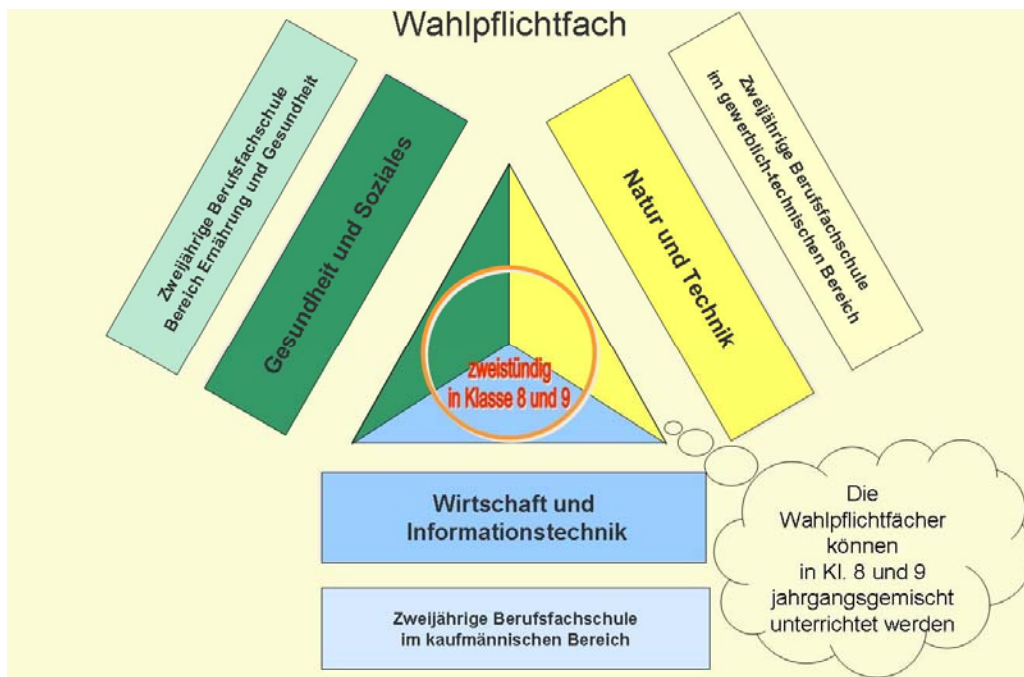 Wahlpflichtfach
Zweijährige Berufsfachschule
Bereich Ernährung und Gesundheit
Gesundheit und Soziales
Natur und Technik
Zweijährige Berufsfachschule
im gewerblich-technischen Bereich
zweistündig
in Klasse 8 und 9
Wirtschaft und
Informationstechnik
Zweijährige Berufsfachschule
im kaufmännischen Bereich
Die
Wahlpflichtfächer
können
in Kl. 8 und 9
jahrgangsgemischt
unterrichtet werden